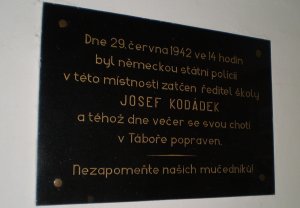 Dne 29. června 1942 ve 14 hodin
byl německou státní policií
v této místnosti zatčen ředitel školy
JOSEF KODÁDEK
a téhož dne večer se svou chotí
v Táboře popraven.
Nezapomeňte našich mučedníků!